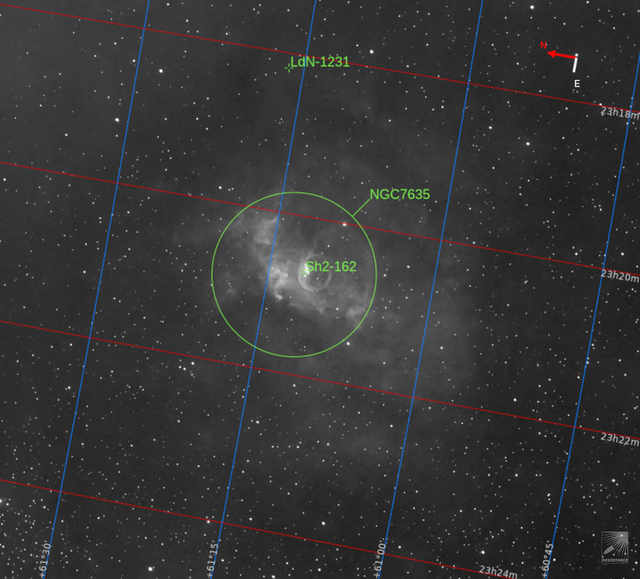 LdN-1231
N
E
23h18m
NGC7635
Sh2-162
23h20m
23h22m
+61°30'
+61°15'
+61°00'
+60°45'
23h24m